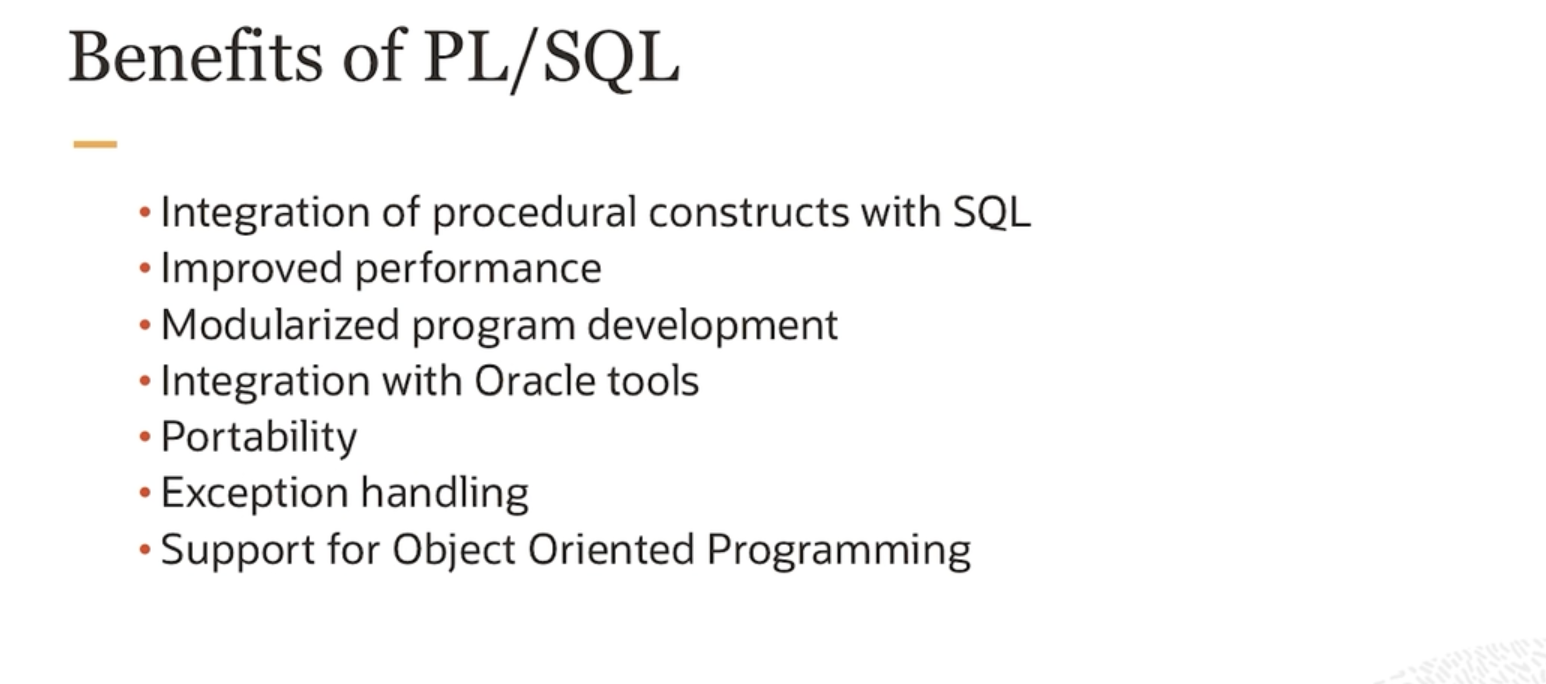 Benefits of PL/SQL
• Integration of procedural constructs with SQL
• Improved performance
• Modularized program development
• Integration with Oracle tools
• Portability
• Exception handling
• Support for Object Oriented Programming